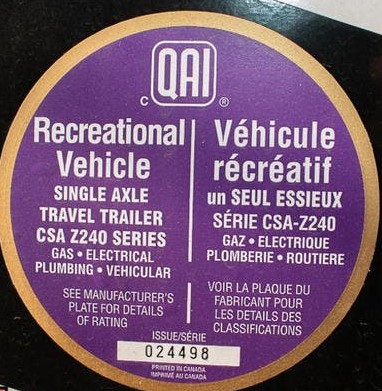 QAI
C ®
Recreational
Vehicle
SINGLE AXLE
TRAVEL TRAILER
CSA Z240 SERIES
GAS • ELECTRICAL
PLUMBING • VEHICULAR
SEE MANUFACTURER'S
PLATE FOR DETAILS
OF RATING
Véhicule
récréatif
un SEUL ESSIEUX
SÉRIE CSA-Z240
GAZ • ELECTRIQUE
PLOMBERIE • ROUTIERE
VOIR LA PLAQUE DU
FABRICANT POUR
LES DETAILS DES
CLASSIFICATIONS
ISSUE/SÉRIE
024498
PRINTED IN CANADA
IMPRIMÉ AU CANADA